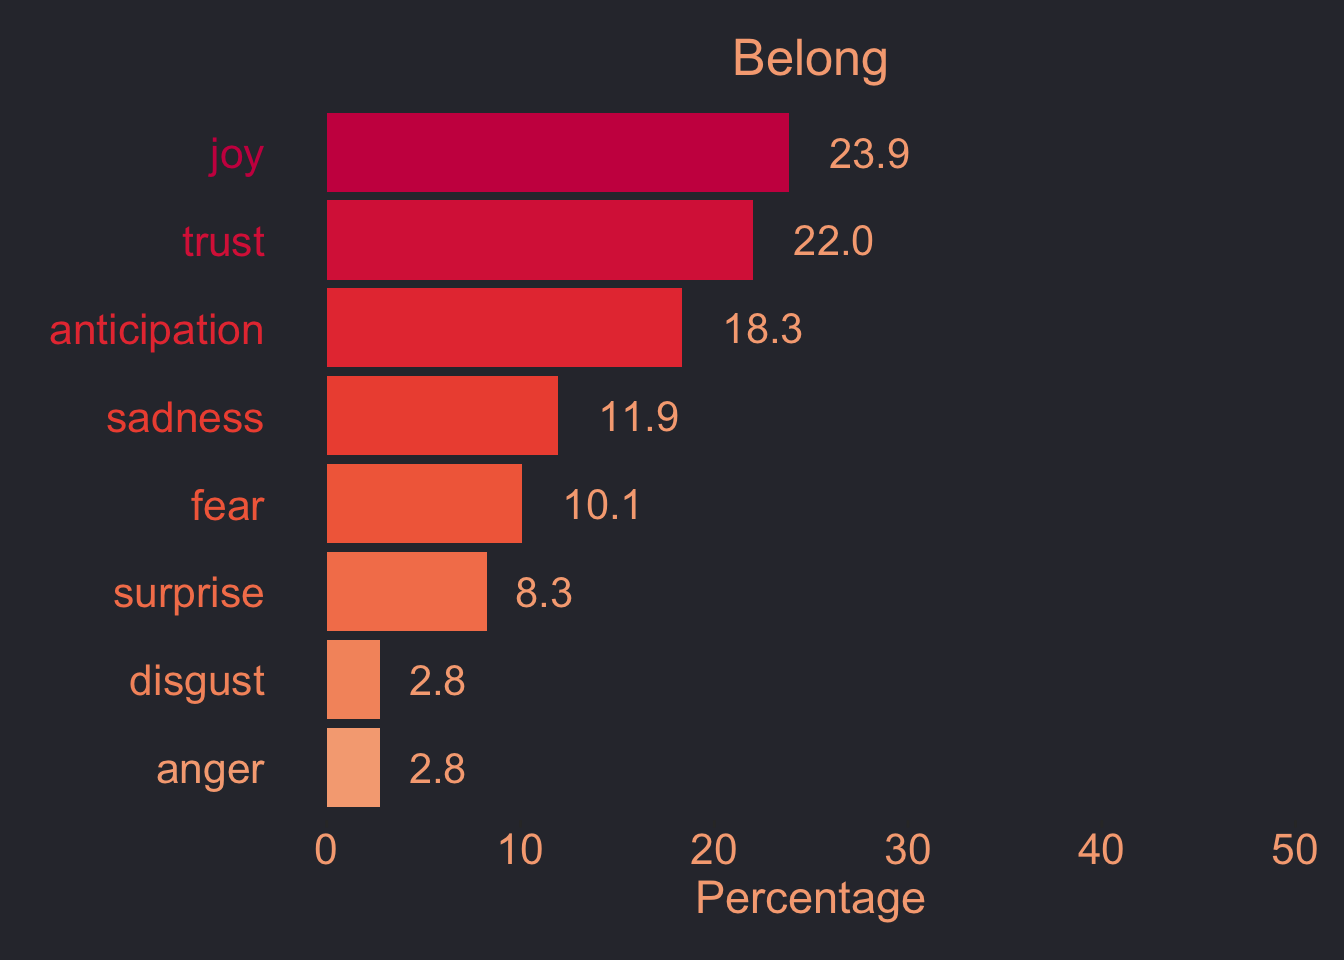 Belong
joy 23.9
trust 22.0
anticipation 18.3
sadness 11.9
fear 10.1
surprise 8.3
disgust 2.8
anger 2.8
0 10 20 30 40 50
Percentage